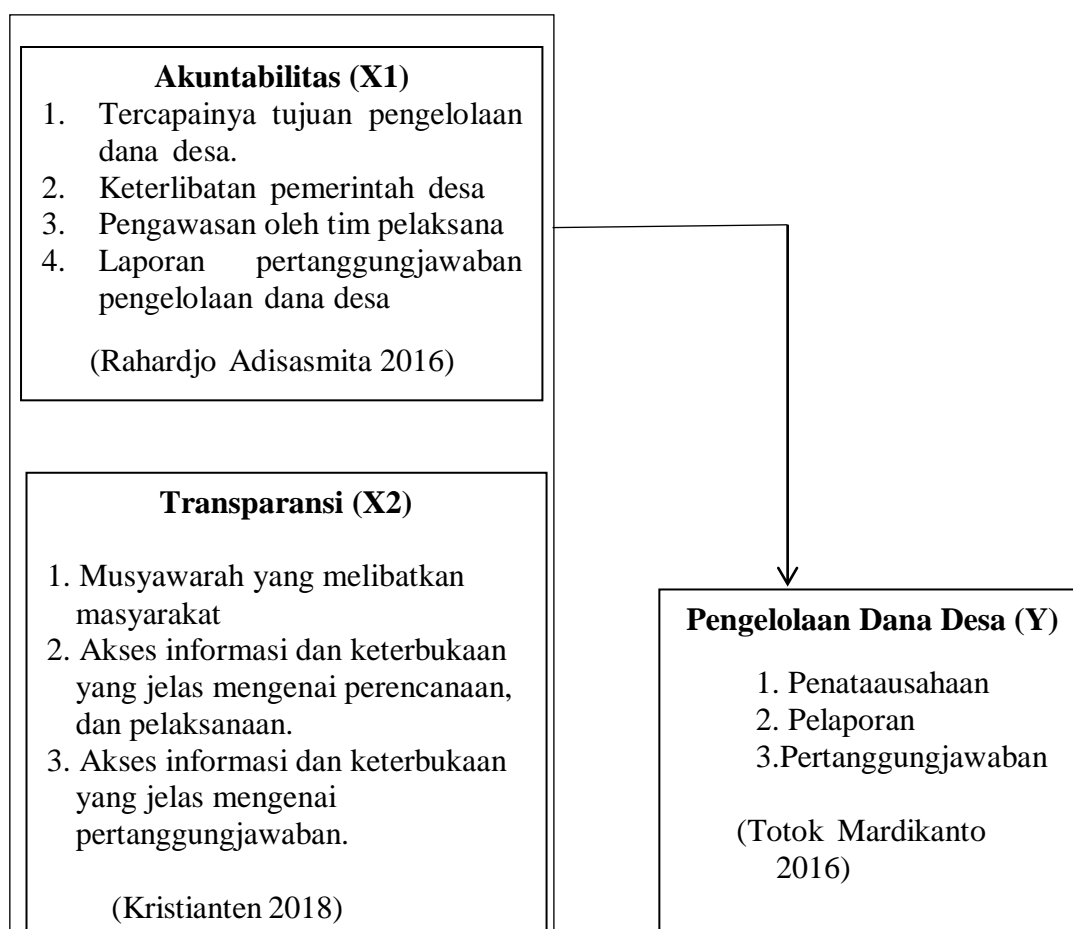 Akuntabilitas (X1)
1. Tercapainya tujuan pengelolaan
dana desa.
2. Keterlibatan pemerintah desa
3. Pengawasan oleh tim pelaksana
4. Laporan pertanggungjawaban
pengelolaan dana desa
(Rahardjo Adisasmita 2016)
Transparansi (X2)
1. Musyawarah yang melibatkan
masyarakat
2. Akses informasi dan keterbukaan
yang jelas mengenai perencanaan,
dan pelaksanaan.
3. Akses informasi dan keterbukaan
yang jelas mengenai
pertanggungjawaban.
(Kristianten 2018)
Pengelolaan Dana Desa (Y)
1. Penataausahaan
2. Pelaporan
3.Pertanggungjawaban
(Totok Mardikanto
2016)